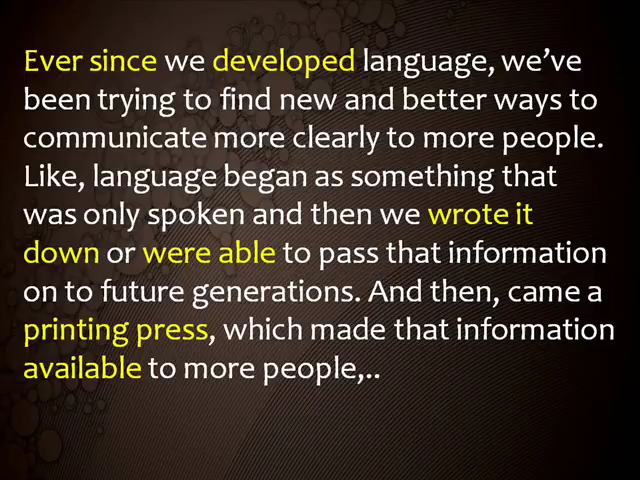 Ever since we developed language, we’ve
been trying to find new and better ways to
communicate more clearly to more people.
Like, language began as something that
was only spoken and then we wrote it
down or were able to pass that information
on to future generations. And then, came a
printing press, which made that information
available to more people,..